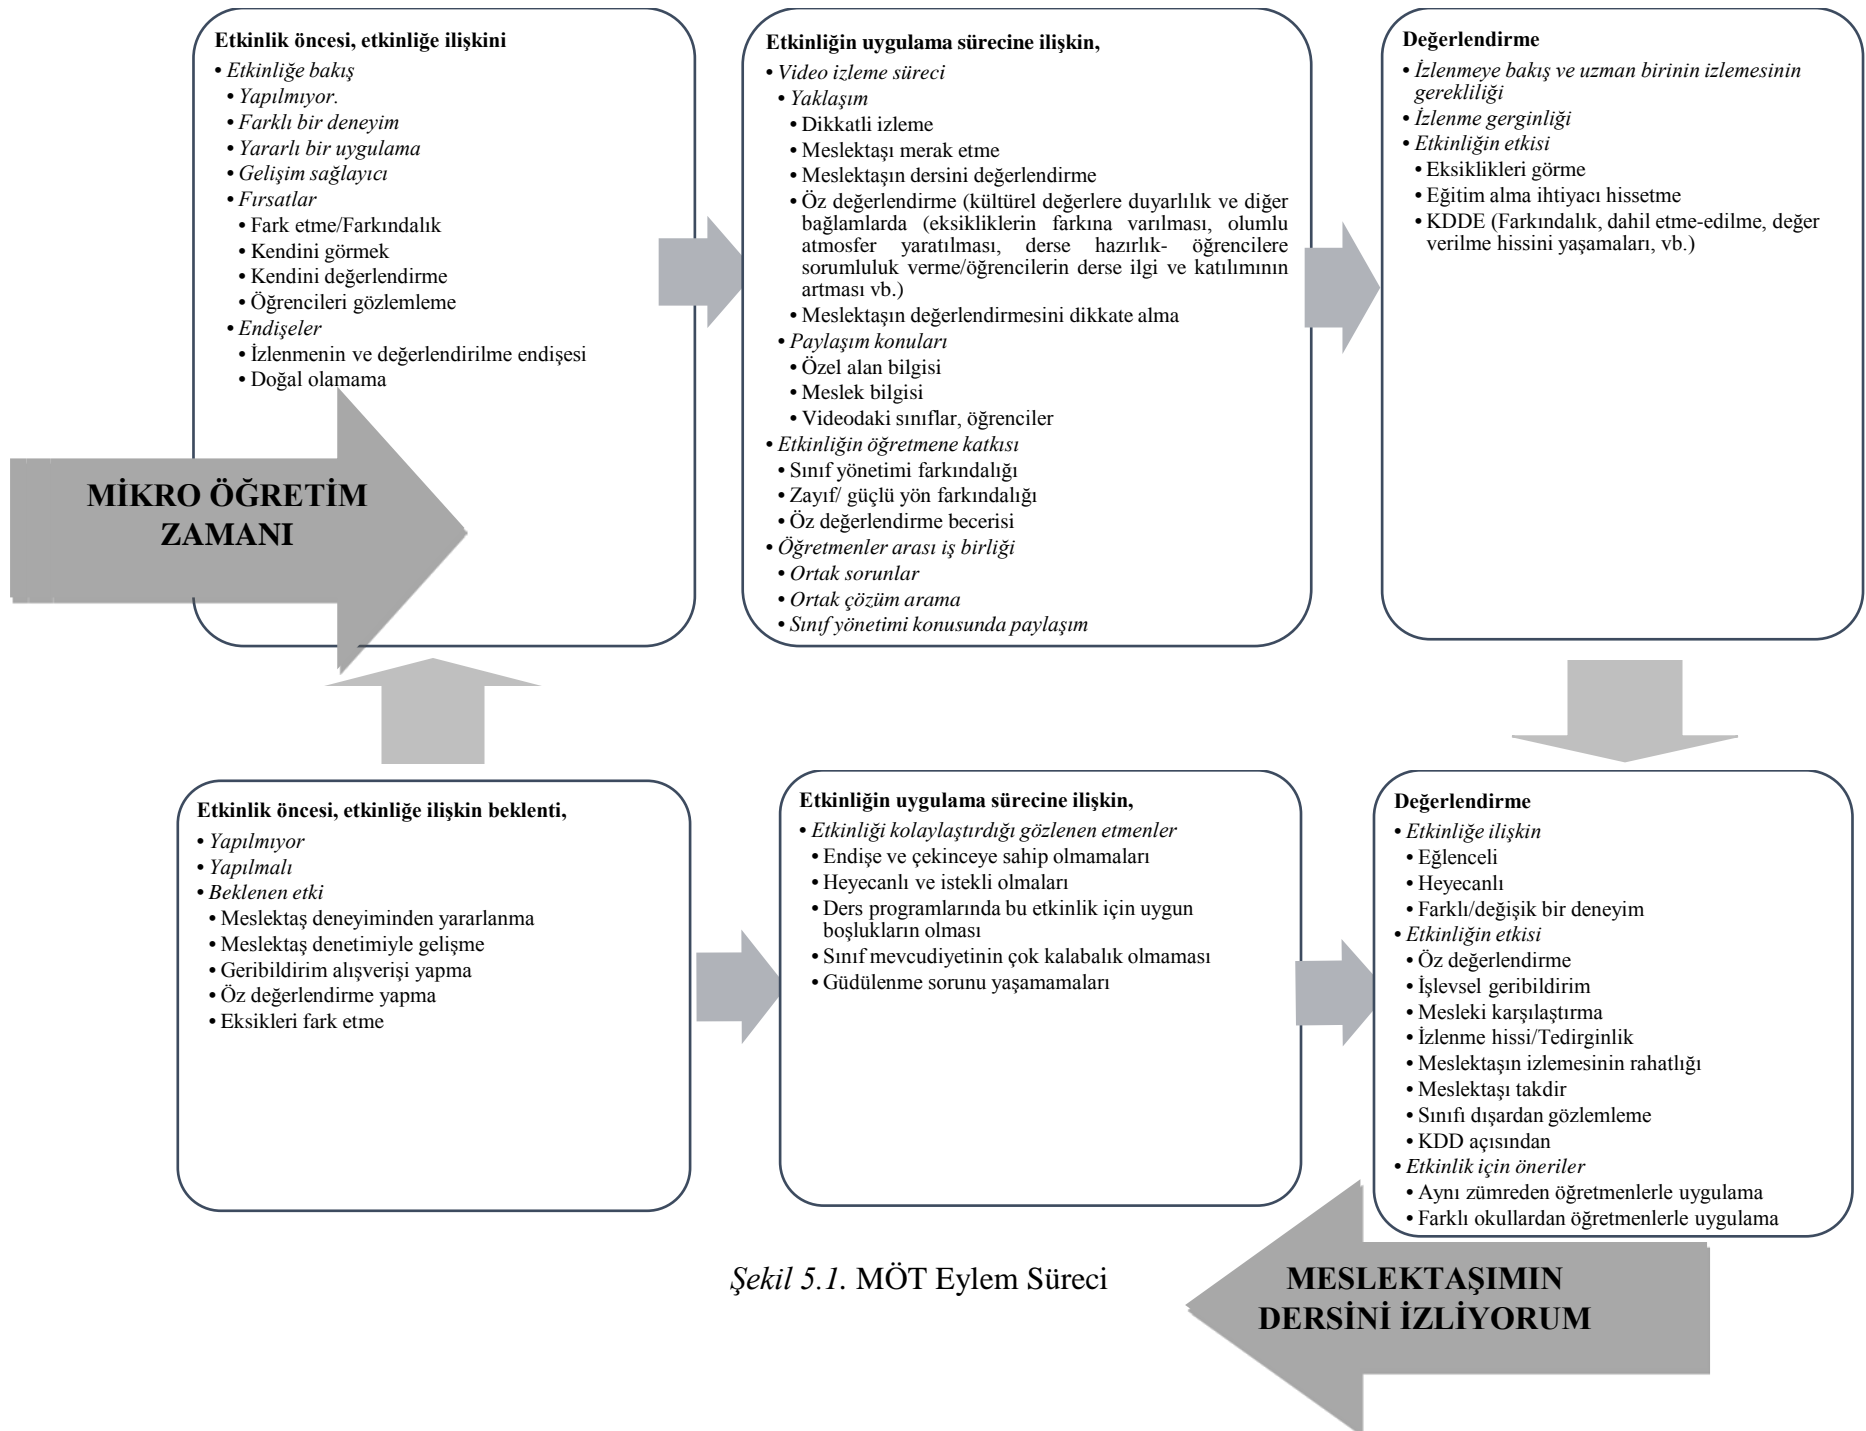 Etkinlik öncesi, etkinliğe ilişkini
• Etkinliğe bakış
• Yapılmıyor.
• Farklı bir deneyim
• Yararlı bir uygulama
• Gelişim sağlayıcı
• Fırsatlar
• Fark etme/Farkındalık
• Kendini görmek
• Kendini değerlendirme
• Öğrencileri gözlemleme
• Endişeler
• İzlenmenin ve değerlendirilme endişesi
• Doğal olamama
MİKRO ÖĞRETİM
ZAMANI
Etkinliğin uygulama sürecine ilişkin,
• Video izleme süreci
• Yaklaşım
• Dikkatli izleme
• Meslektaşı merak etme
• Meslektaşın dersini değerlendirme
• Öz değerlendirme (kültürel değerlere duyarlılık ve diğer
bağlamlarda (eksikliklerin farkına varılması, olumlu
atmosfer yaratılması, derse hazırlık- öğrencilere
sorumluluk verme/öğrencilerin derse ilgi ve katılımının
artması vb.)
• Meslektaşın değerlendirmesini dikkate alma
• Paylaşım konuları
• Özel alan bilgisi
• Meslek bilgisi
• Videodaki sınıflar, öğrenciler
• Etkinliğin öğretmene katkısı
• Sınıf yönetimi farkındalığı
• Zayıf/ güçlü yön farkındalığı
• Öz değerlendirme becerisi
• Öğretmenler arası iş birliği
• Ortak sorunlar
• Ortak çözüm arama
• Sınıf yönetimi konusunda paylaşım
Değerlendirme
• İzlenmeye bakış ve uzman birinin izlemesinin
gerekliliği
• İzlenme gerginliği
• Etkinliğin etkisi
• Eksiklikleri görme
• Eğitim alma ihtiyacı hissetme
• KDDE (Farkındalık, dahil etme-edilme, değer
verilme hissini yaşamaları, vb.)
Etkinlik öncesi, etkinliğe ilişkin beklenti,
• Yapılmıyor
• Yapılmalı
• Beklenen etki
• Meslektaş deneyiminden yararlanma
• Meslektaş denetimiyle gelişme
• Geribildirim alışverişi yapma
• Öz değerlendirme yapma
• Eksikleri fark etme
Etkinliğin uygulama sürecine ilişkin,
• Etkinliği kolaylaştırdığı gözlenen etmenler
• Endişe ve çekinceye sahip olmamaları
• Heyecanlı ve istekli olmaları
• Ders programlarında bu etkinlik için uygun
boşlukların olması
• Sınıf mevcudiyetinin çok kalabalık olmaması
• Güdülenme sorunu yaşamamaları
Değerlendirme
• Etkinliğe ilişkin
• Eğlenceli
• Heyecanlı
• Farklı/değişik bir deneyim
• Etkinliğin etkisi
• Öz değerlendirme
• İşlevsel geribildirim
• Mesleki karşılaştırma
• İzlenme hissi/Tedirginlik
• Meslektaşın izlemesinin rahatlığı
• Meslektaşı takdir
• Sınıfı dışardan gözlemleme
• KDD açısından
• Etkinlik için öneriler
• Aynı zümreden öğretmenlerle uygulama
• Farklı okullardan öğretmenlerle uygulama
Şekil 5.1. MÖT Eylem Süreci
MESLEKTAŞIMIN
DERSİNİ İZLİYORUM